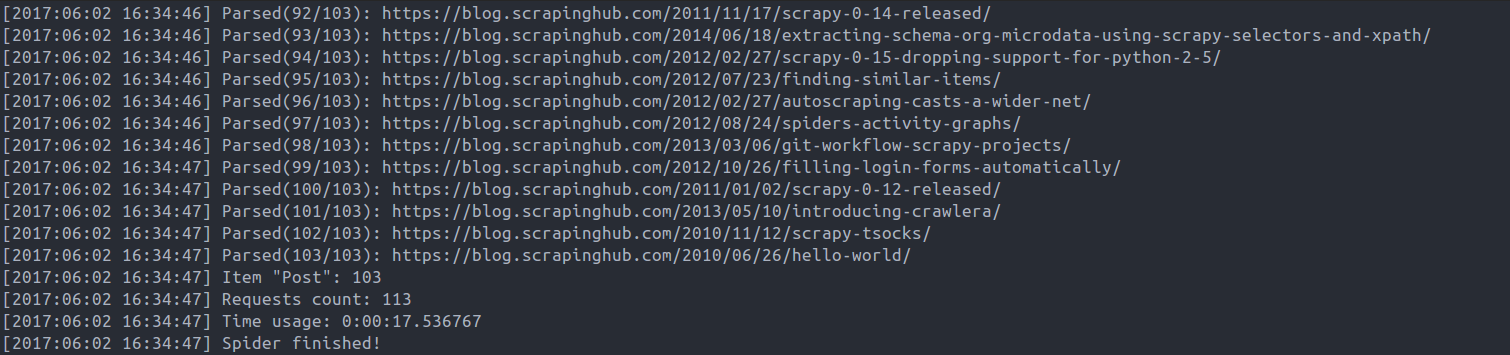 [2017:06:02 16:34:46] Parsed(92/103): https://blog.scrapinghub.com/2011/11/17/scrapy-0-14-released/
[2017:06:02 16:34:46] Parsed(93/103): https://blog.scrapinghub.com/2014/06/18/extracting-schema-org-microdata-using-scrapy-selectors-and-xpath/
[2017:06:02 16:34:46] Parsed(94/103): https://blog.scrapinghub.com/2012/02/27/scrapy-0-15-dropping-support-for-python-2-5/
[2017:06:02 16:34:46] Parsed(95/103): https://blog.scrapinghub.com/2012/07/23/finding-similar-items/
[2017:06:02 16:34:46] Parsed(96/103): https://blog.scrapinghub.com/2012/02/27/autoscraping-casts-a-wider-net/
[2017:06:02 16:34:46] Parsed(97/103): https://blog.scrapinghub.com/2012/08/24/spiders-activity-graphs/
[2017:06:02 16:34:46] Parsed(98/103): https://blog.scrapinghub.com/2013/03/06/git-workflow-scrapy-projects/
[2017:06:02 16:34:47] Parsed(99/103): https://blog.scrapinghub.com/2012/10/26/filling-login-forms-automatically/
[2017:06:02 16:34:47] Parsed(100/103): https://blog.scrapinghub.com/2011/01/02/scrapy-0-12-released/
[2017:06:02 16:34:47] Parsed(101/103): https://blog.scrapinghub.com/2013/05/10/introducing-crawlera/
[2017:06:02 16:34:47] Parsed(102/103): https://blog.scrapinghub.com/2010/11/12/scrapy-tsocks/
[2017:06:02 16:34:47] Parsed(103/103): https://blog.scrapinghub.com/2010/06/26/hello-world/
[2017:06:02 16:34:47] Item "Post": 103
[2017:06:02 16:34:47] Requests count: 113
[2017:06:02 16:34:47] Time usage: 0:00:17.536767
[2017:06:02 16:34:47] Spider finished!